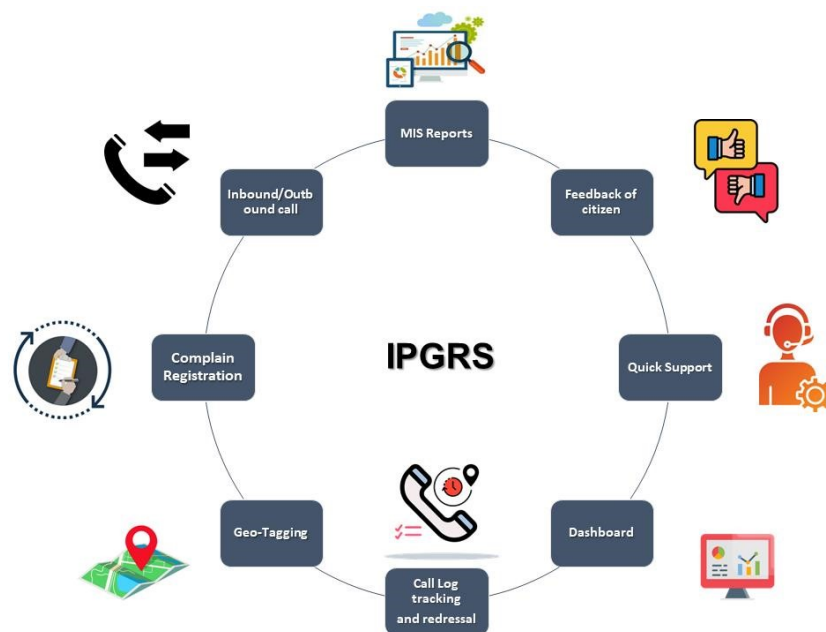 MIS Reports
Inbound/Outb
ound call
Feedback of
citizen
Complain
Registration
IPGRS
Quick Support
Geo-Tagging
Dashboard
Call Log
tracking
and redressal